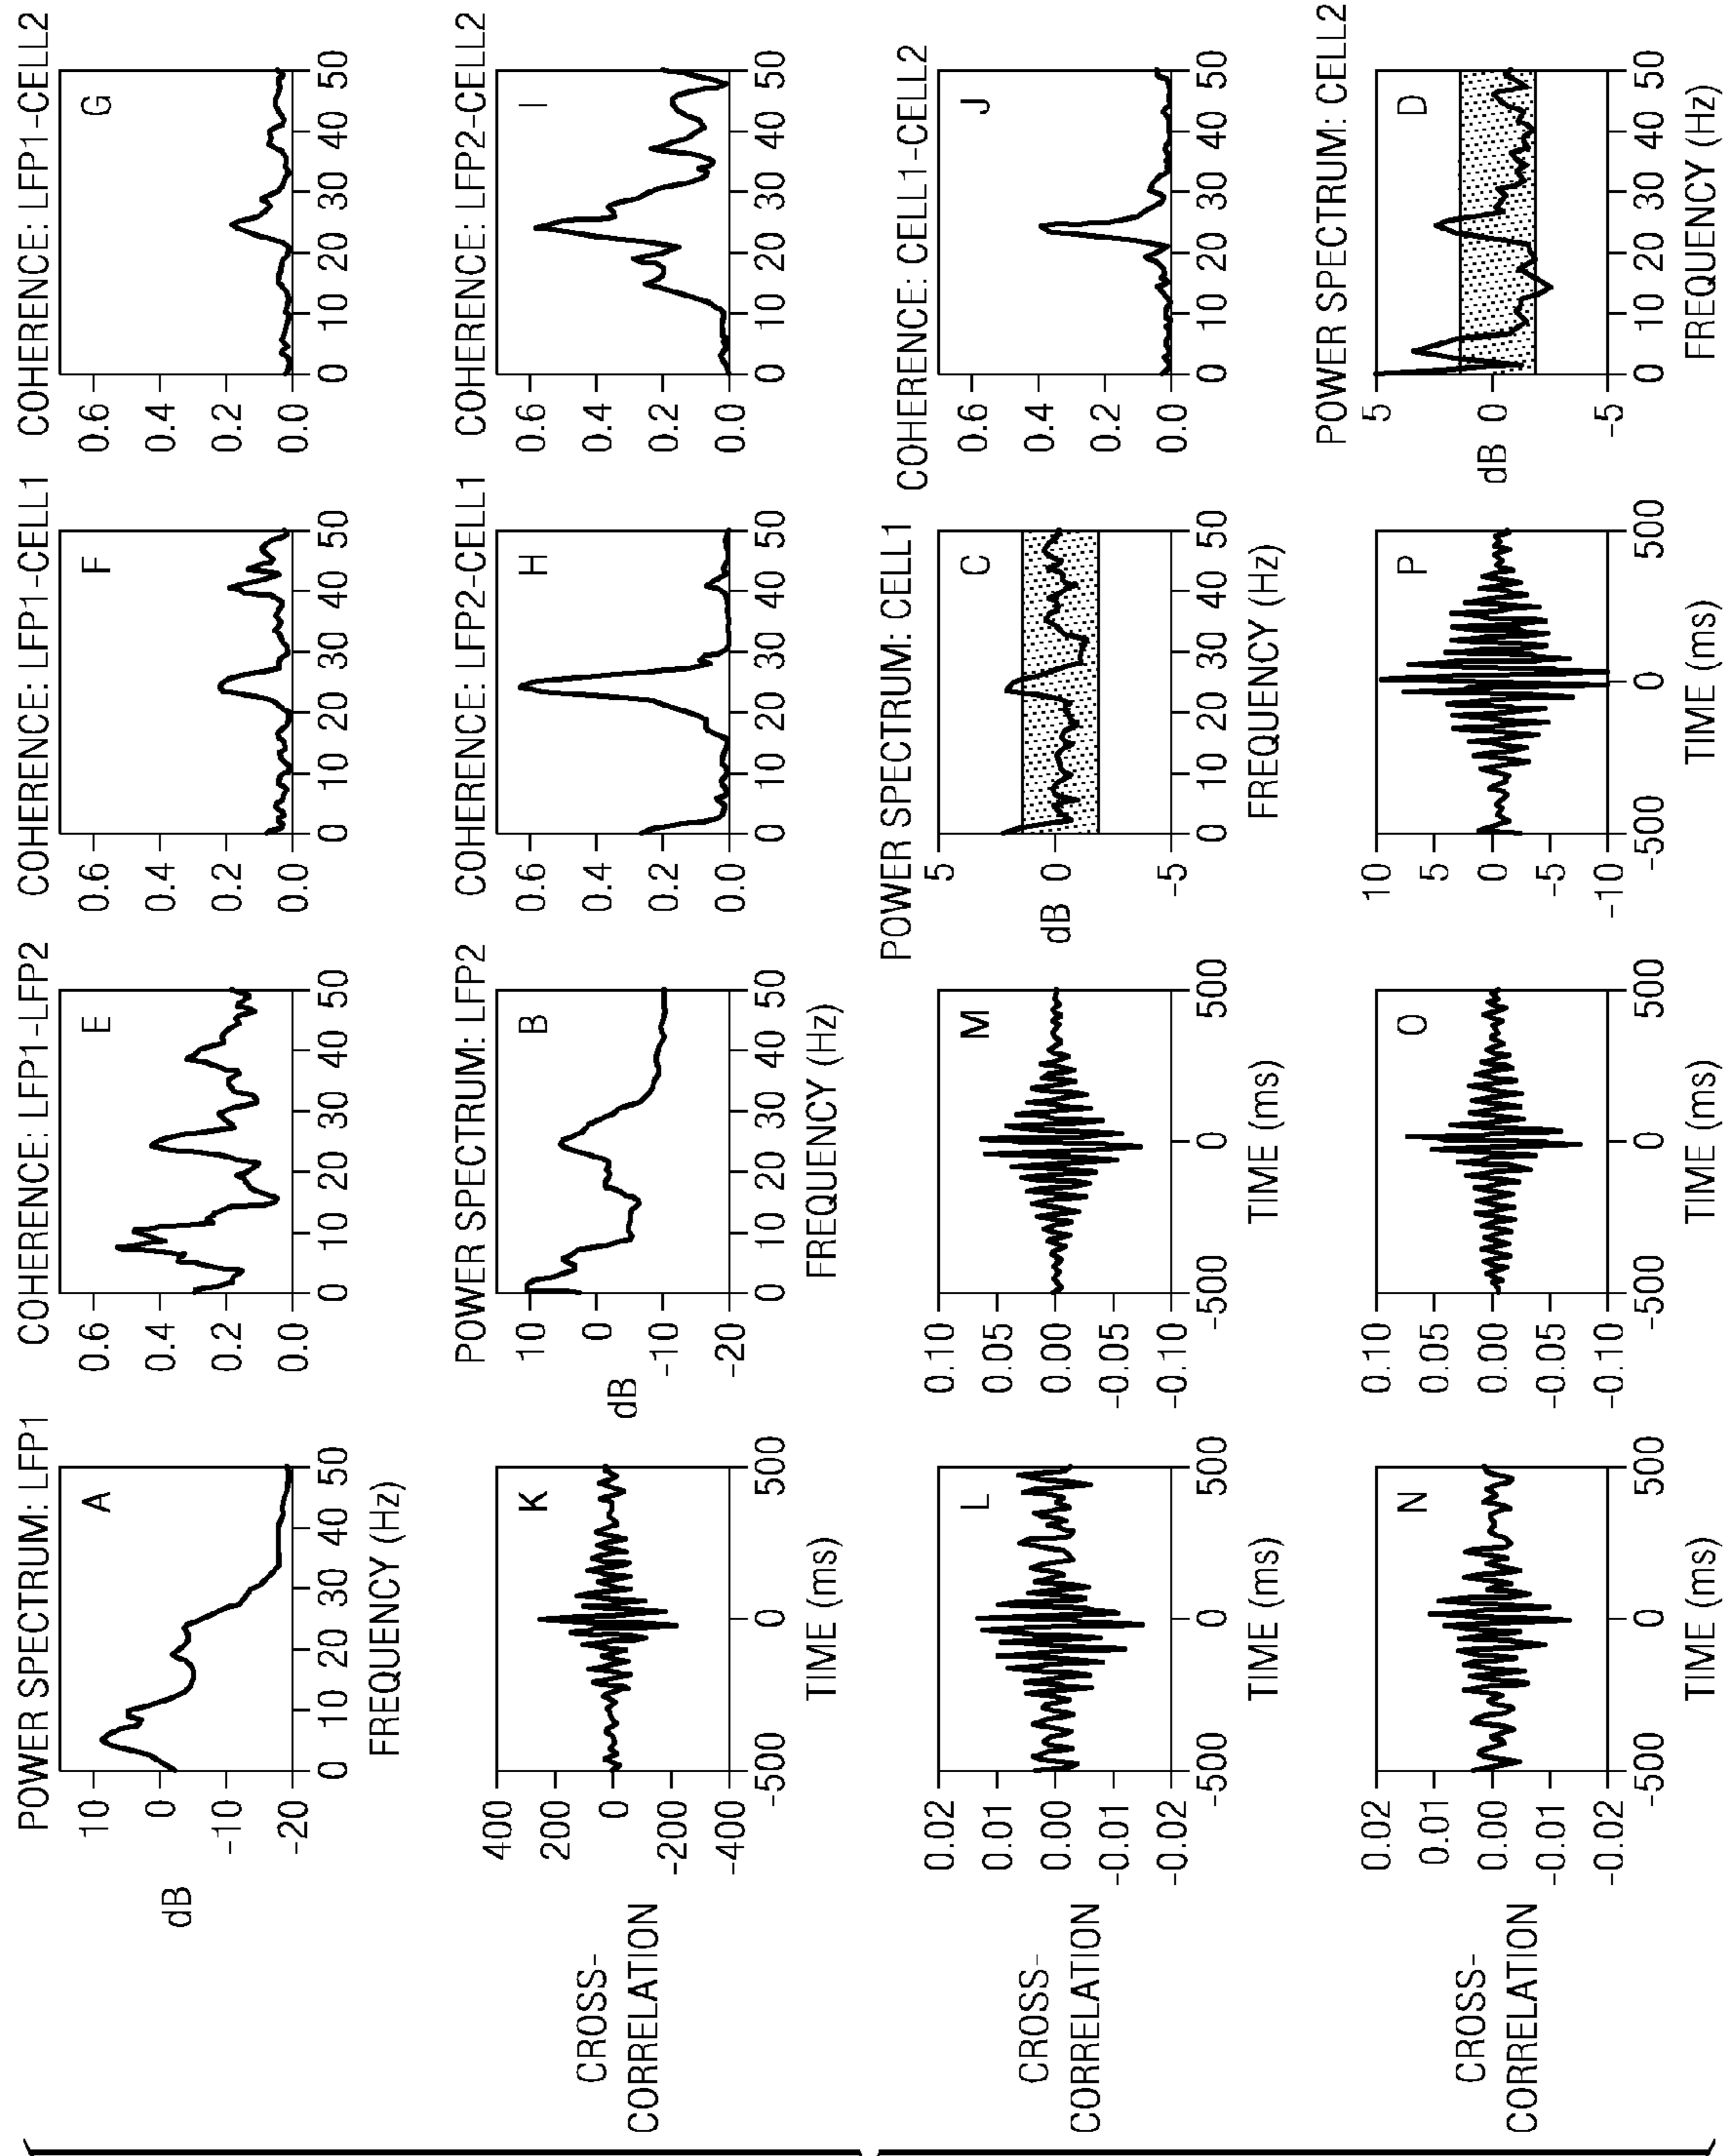 POWER SPECTRUM: LFP1
A
10
0
-10
-20
dB
0 10 20 30 40 50
FREQUENCY (Hz)
COHERENCE: LFP1-LFP2
E
0.6
0.4
0.2
0.0
0 10 20 30 40 50
COHERENCE: LFP1-CELL1
F
0.6
0.4
0.2
0.0
0 10 20 30 40 50
COHERENCE: LFP1-CELL2
G
0.6
0.4
0.2
0.0
0 10 20 30 40 50
CROSS-
CORRELATION
K
400
200
0
-200
-400
-500 0 500
TIME (ms)
POWER SPECTRUM: LFP2
B
10
0
-10
-20
dB
0 10 20 30 40 50
FREQUENCY (Hz)
COHERENCE: LFP2-CELL1
H
0.6
0.4
0.2
0.0
0 10 20 30 40 50
COHERENCE: LFP2-CELL2
I
0.6
0.4
0.2
0.0
0 10 20 30 40 50
CROSS-
CORRELATION
L
0.02
0.01
0.00
-0.01
-0.02
-500 0 500
TIME (ms)
M
0.10
0.05
0.00
-0.05
-0.10
-500 0 500
TIME (ms)
POWER SPECTRUM: CELL1
C
5
dB 0
-5
0 10 20 30 40 50
FREQUENCY (Hz)
COHERENCE: CELL1-CELL2
J
0.6
0.4
0.2
0.0
0 10 20 30 40 50
CROSS-
CORRELATION
N
0.02
0.01
0.00
-0.01
-0.02
-500 0 500
TIME (ms)
O
0.10
0.05
0.00
-0.05
-0.10
-500 0 500
TIME (ms)
P
10
5
0
-5
-10
-500 0 500
TIME (ms)
POWER SPECTRUM: CELL2
D
5
dB 0
-5
0 10 20 30 40 50
FREQUENCY (Hz)